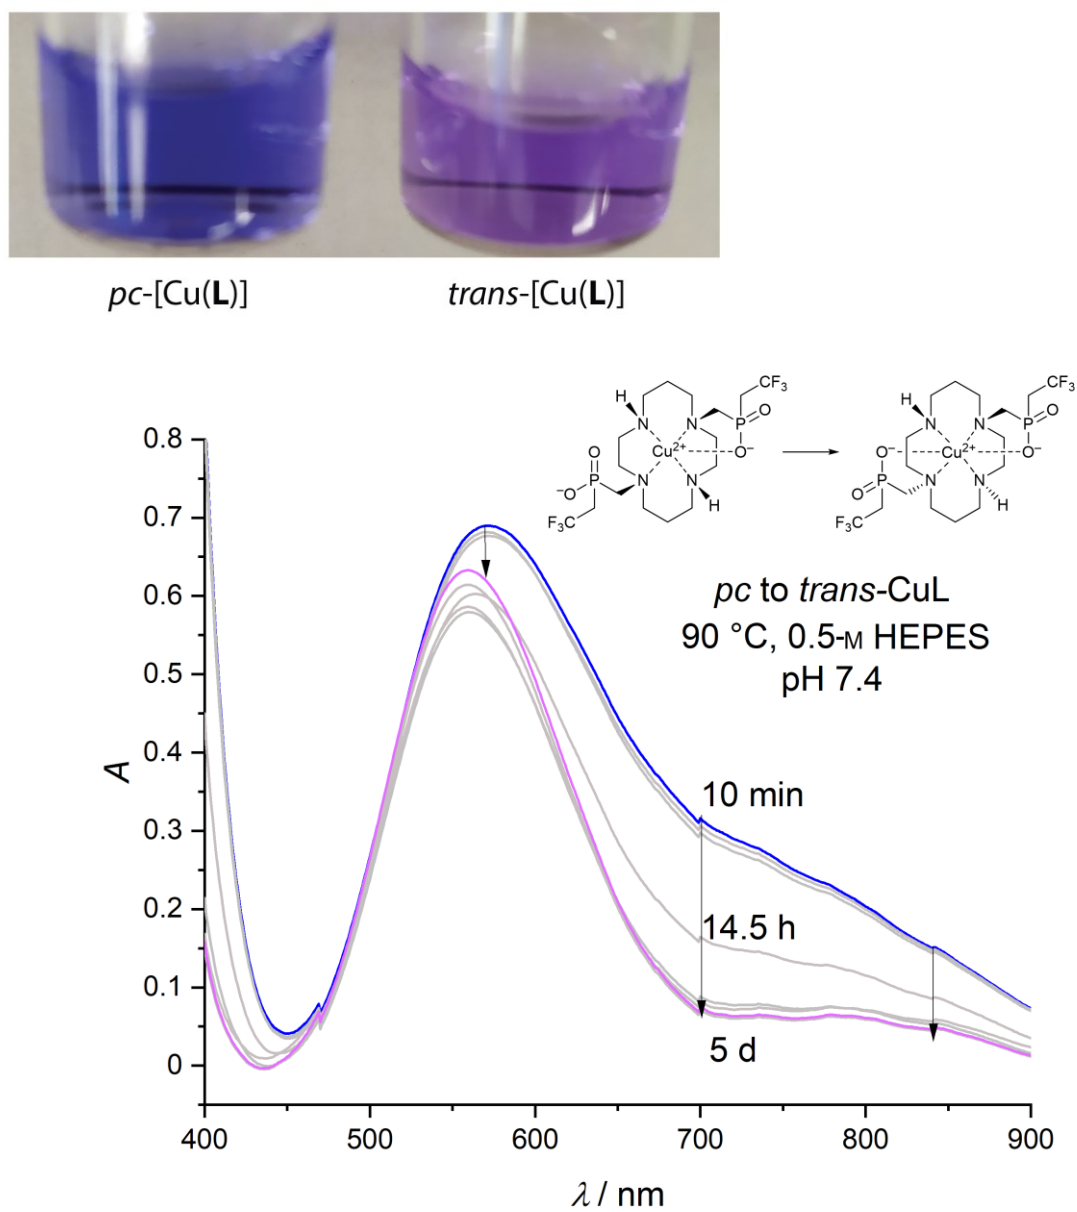 pc-[Cu(L)]
trans-[Cu(L)]
H
N
N
P
O
CF₃
Cu²⁺
O⁻
O
P
⁻O
N
N
H
F₃C
H
N
N
P
O
CF₃
O⁻
Cu²⁺
O⁻
P
O
N
N
H
F₃C
pc to trans-CuL
90 °C, 0.5-M HEPES
pH 7.4
10 min
14.5 h
5 d
A
0.8
0.7
0.6
0.5
0.4
0.3
0.2
0.1
0
400
500
600
700
800
900
λ / nm